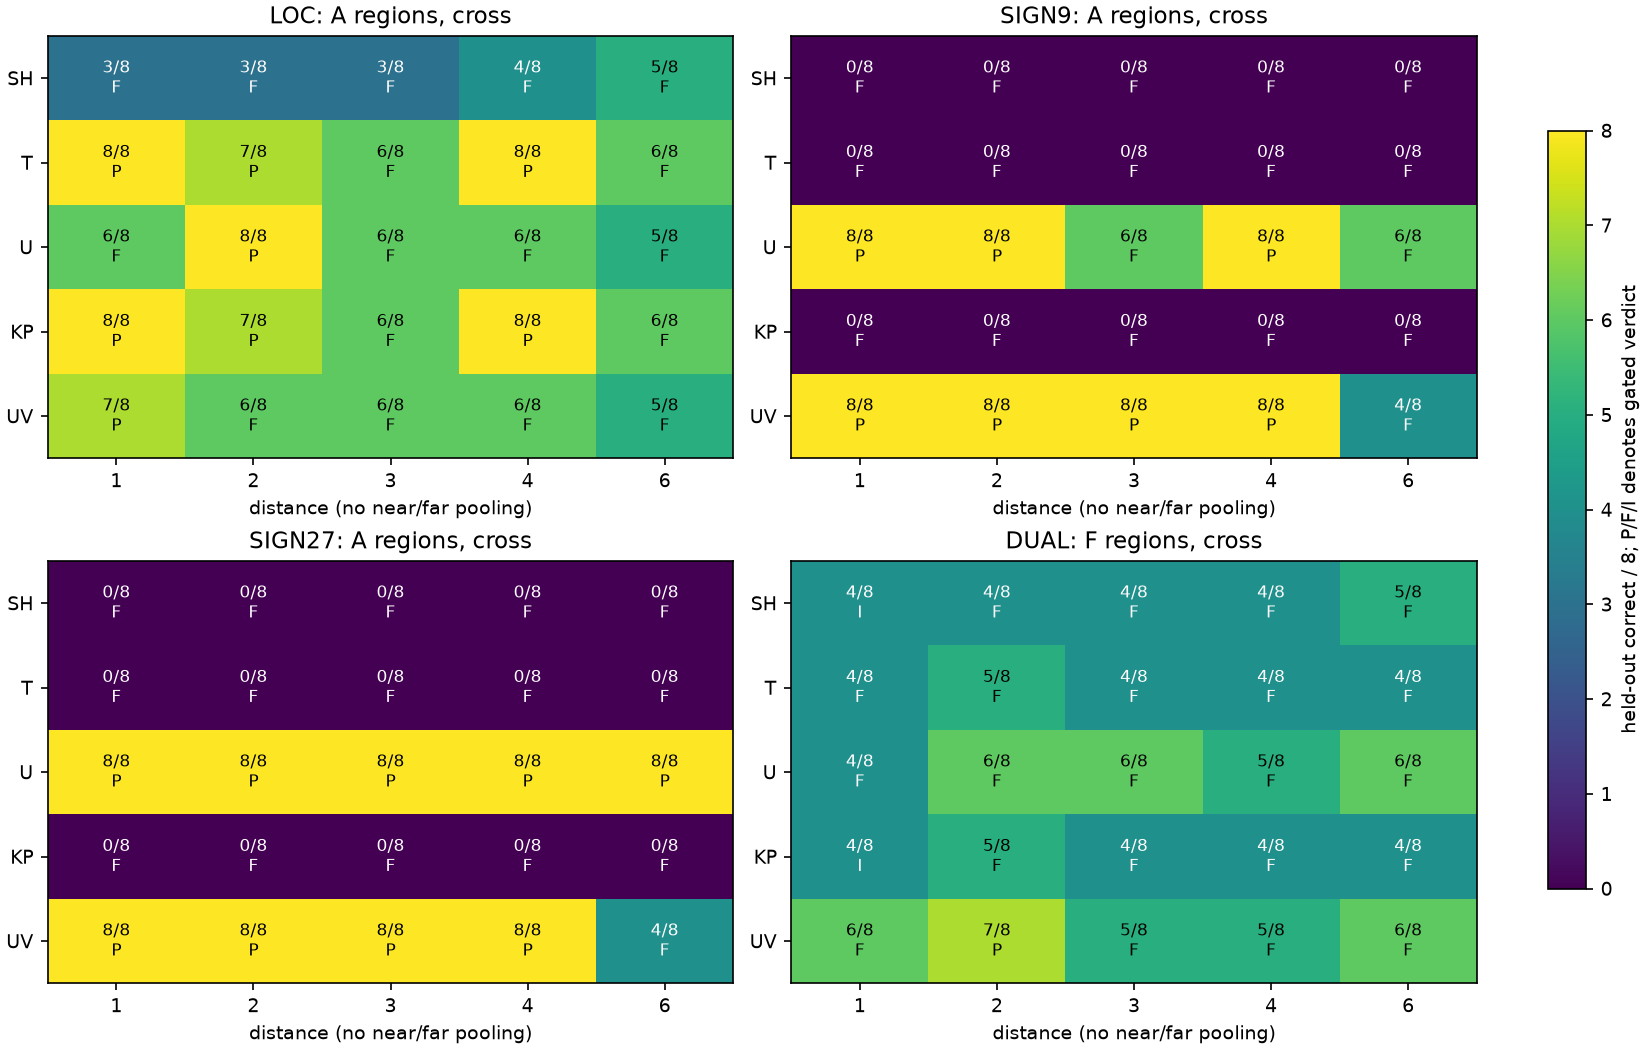 LOC: A regions, cross
SH
3/8 3/8 3/8 4/8 5/8
F F F F F
T
8/8 7/8 6/8 8/8 6/8
P P F P F
U
6/8 8/8 6/8 6/8 5/8
F P F F F
KP
8/8 7/8 6/8 8/8 6/8
P P F P F
UV
7/8 6/8 6/8 6/8 5/8
P F F F F
1 2 3 4 6
distance (no near/far pooling)
SIGN9: A regions, cross
SH
0/8 0/8 0/8 0/8 0/8
F F F F F
T
0/8 0/8 0/8 0/8 0/8
F F F F F
U
8/8 8/8 6/8 8/8 6/8
P P F P F
KP
0/8 0/8 0/8 0/8 0/8
F F F F F
UV
8/8 8/8 8/8 8/8 4/8
P P P P F
1 2 3 4 6
distance (no near/far pooling)
SIGN27: A regions, cross
SH
0/8 0/8 0/8 0/8 0/8
F F F F F
T
0/8 0/8 0/8 0/8 0/8
F F F F F
U
8/8 8/8 8/8 8/8 8/8
P P P P P
KP
0/8 0/8 0/8 0/8 0/8
F F F F F
UV
8/8 8/8 8/8 8/8 4/8
P P P P F
1 2 3 4 6
distance (no near/far pooling)
DUAL: F regions, cross
SH
4/8 4/8 4/8 4/8 5/8
I F F F F
T
4/8 5/8 4/8 4/8 4/8
F F F F F
U
4/8 6/8 6/8 5/8 6/8
F F F F F
KP
4/8 5/8 4/8 4/8 4/8
I F F F F
UV
6/8 7/8 5/8 5/8 6/8
F P F F F
1 2 3 4 6
distance (no near/far pooling)
8
7
6
5
4
3
2
1
0
held-out correct / 8; P/F/I denotes gated verdict